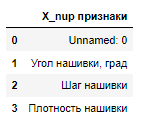 X_nup признаки
0 Unnamed: 0
1 Угол нашивки, град
2 Шаг нашивки
3 Плотность нашивки